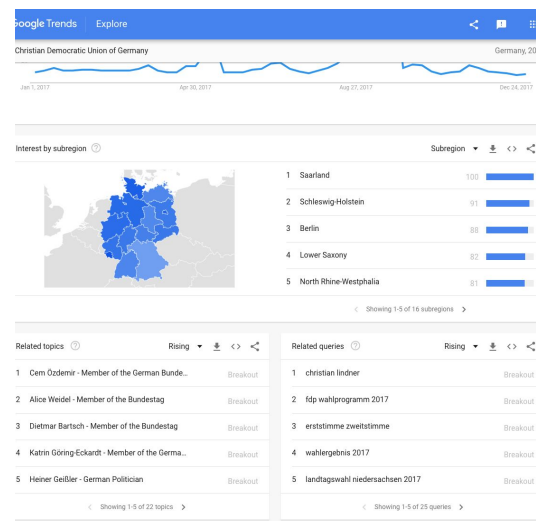 Google Trends Explore
Christian Democratic Union of Germany Germany, 20
Jan 1, 2017 Apr 30, 2017 Aug 27, 2017 Dec 24, 2017
Interest by subregion Subregion
1 Saarland 100
2 Schleswig-Holstein 91
3 Berlin 88
4 Lower Saxony 82
5 North Rhine-Westphalia 81
Showing 1-5 of 16 subregions
Related topics Rising
1 Cem Özdemir - Member of the German Bunde... Breakout
2 Alice Weidel - Member of the Bundestag Breakout
3 Dietmar Bartsch - Member of the Bundestag Breakout
4 Katrin Göring-Eckardt - Member of the Germa... Breakout
5 Heiner Geißler - German Politician Breakout
Showing 1-5 of 22 topics
Related queries Rising
1 christian lindner Breakout
2 fdp wahlprogramm 2017 Breakout
3 erststimme zweitstimme Breakout
4 wahlergebnis 2017 Breakout
5 landtagswahl niedersachsen 2017 Breakout
Showing 1-5 of 25 queries